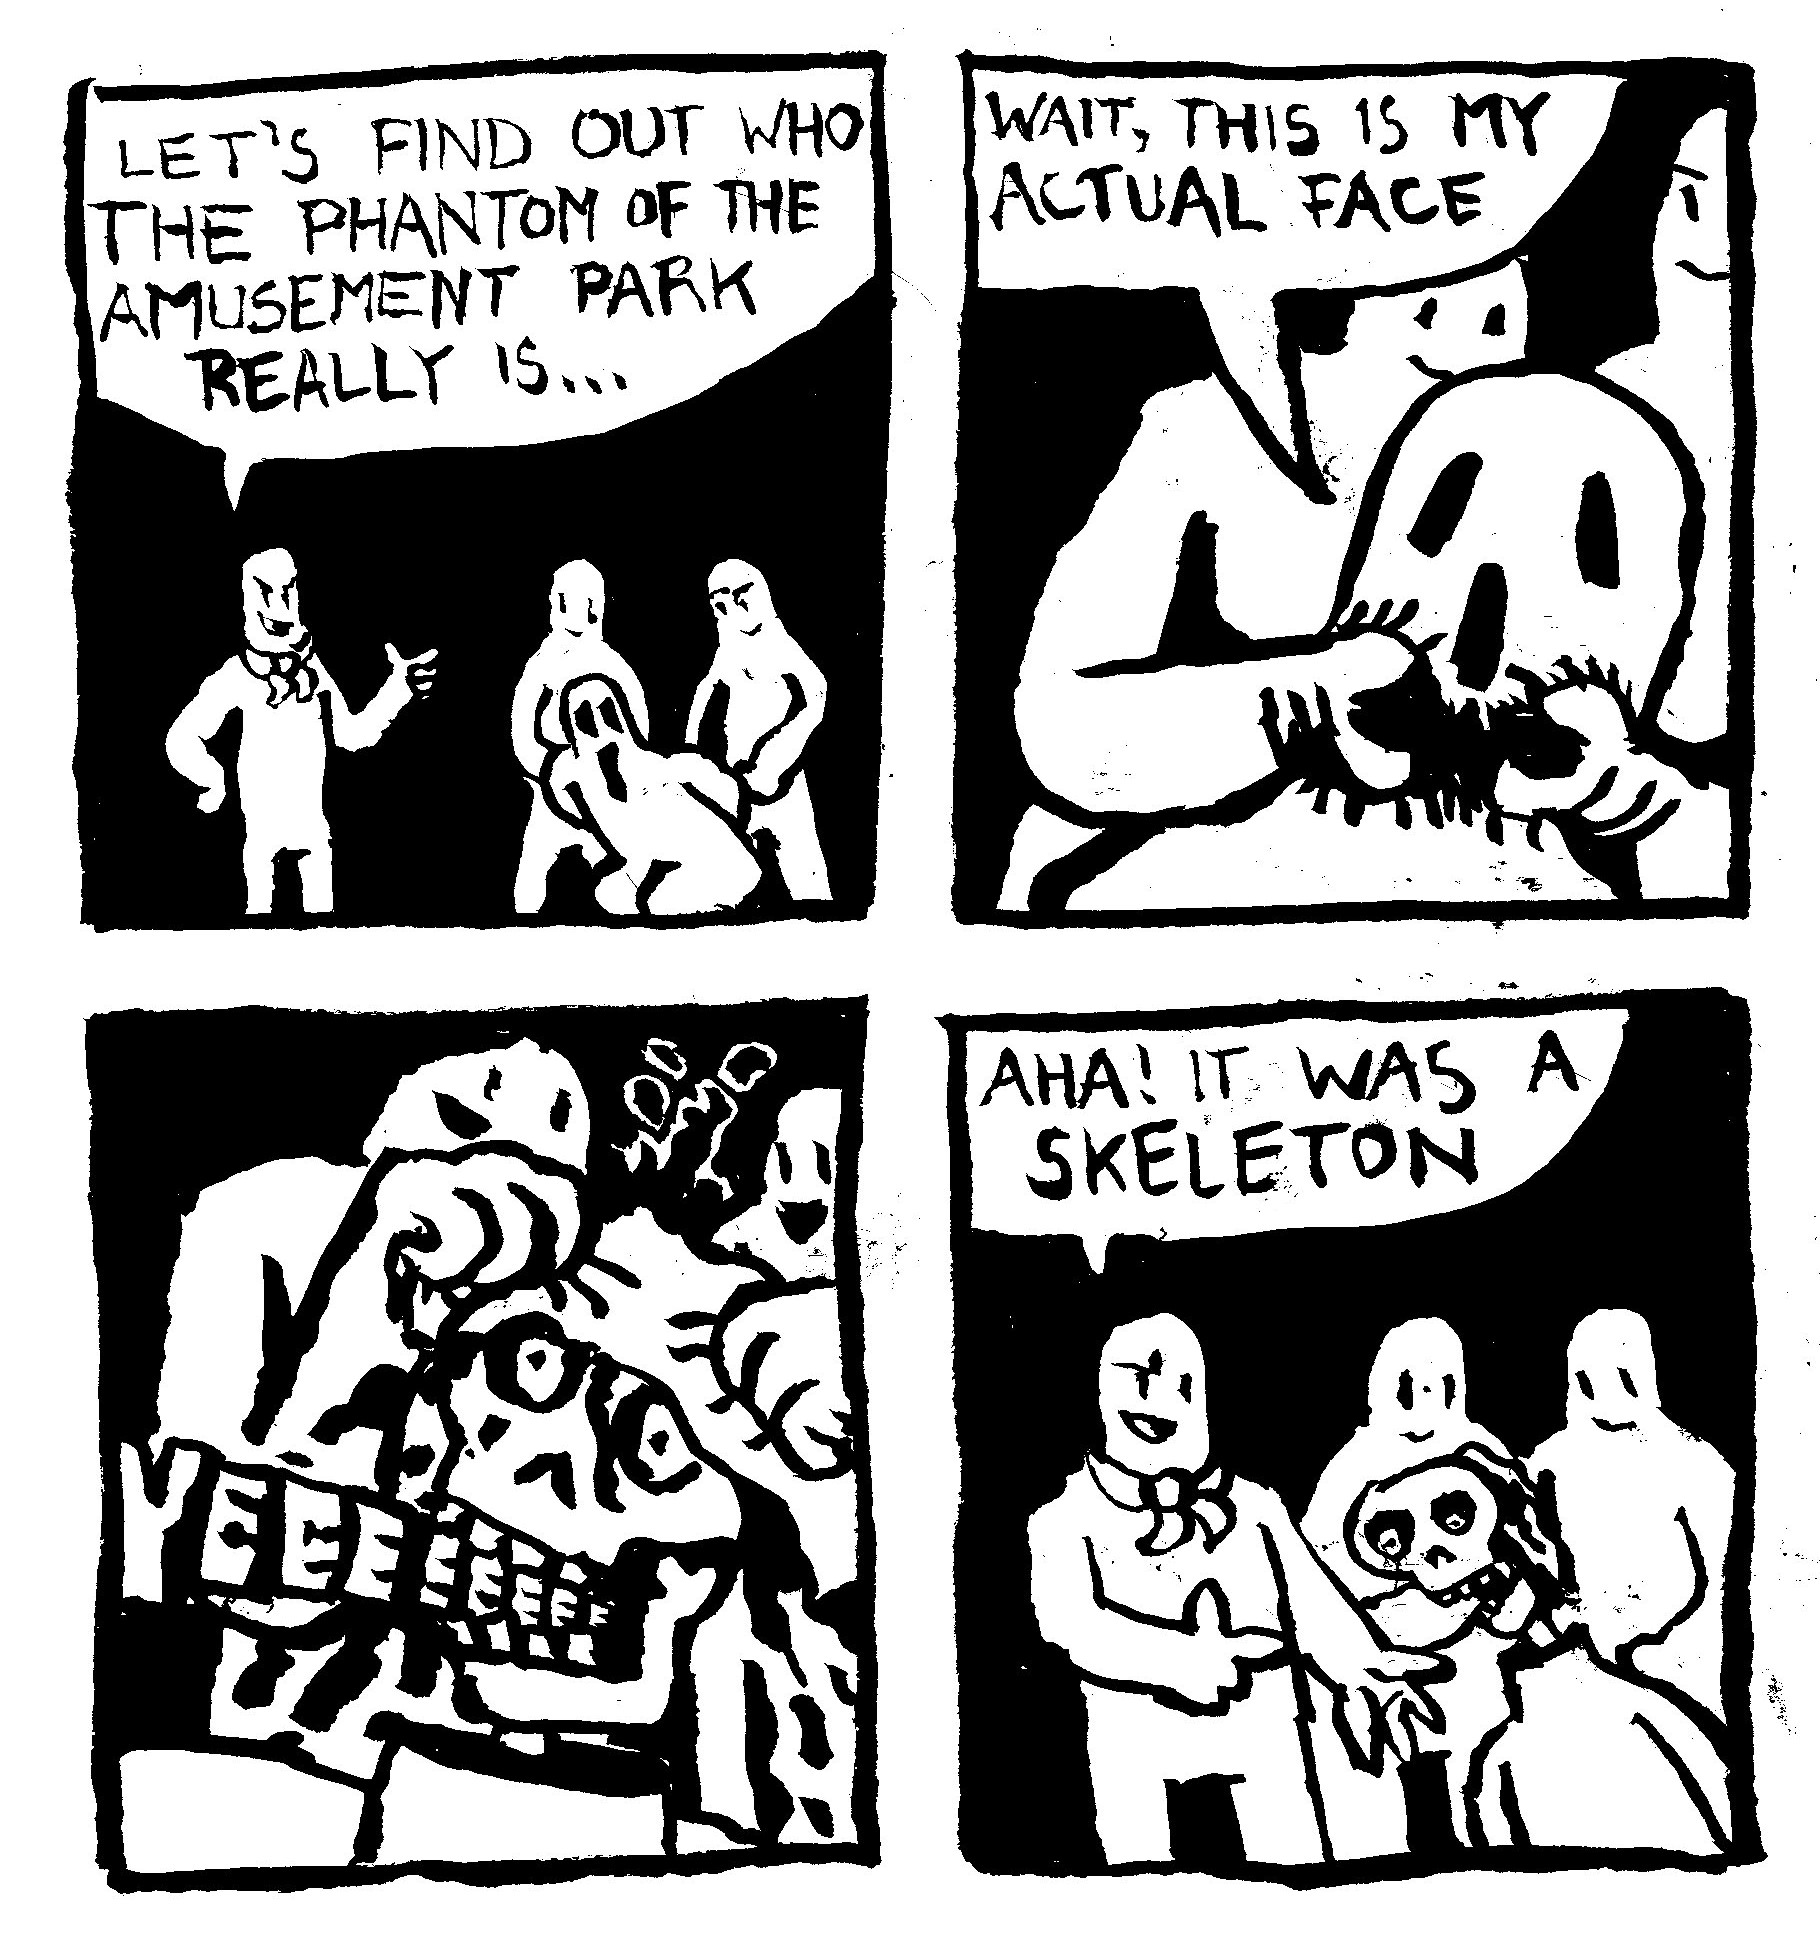 LET'S FIND OUT WHO
THE PHANTOM OF THE
AMUSEMENT PARK
REALLY IS...
WAIT, THIS IS MY
ACTUAL FACE
AHA! IT WAS A
SKELETON